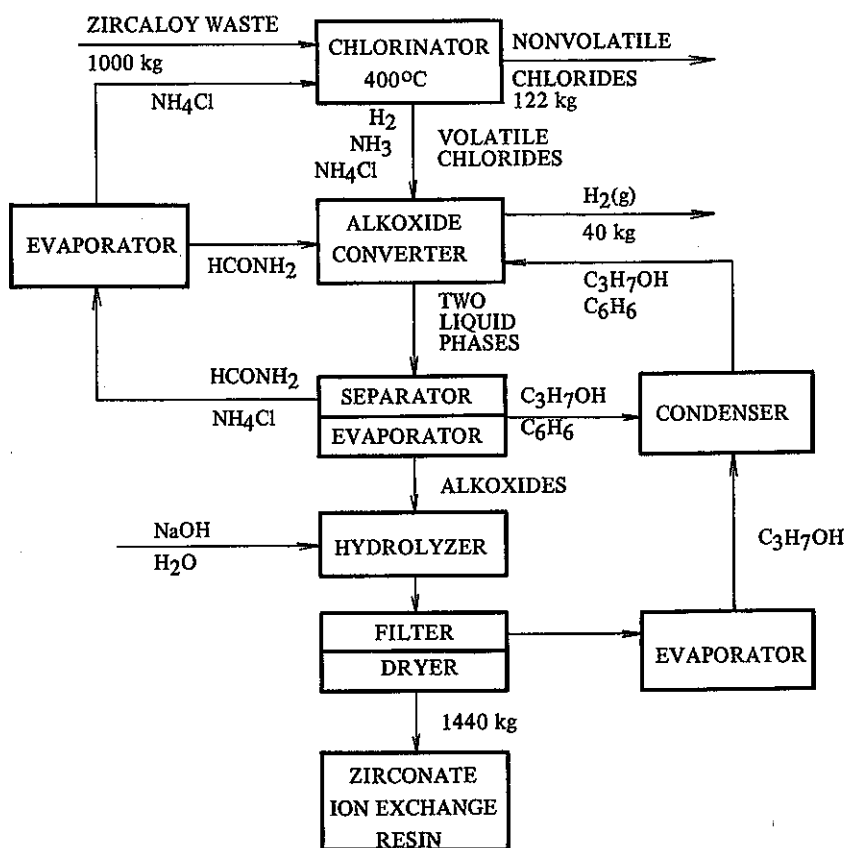 ZIRCALOY WASTE
1000 kg
NH4Cl
CHLORINATOR
400°C
NONVOLATILE
CHLORIDES
122 kg
H2
NH3
NH4Cl
VOLATILE
CHLORIDES
EVAPORATOR
HCONH2
ALKOXIDE
CONVERTER
H2(g)
40 kg
C3H7OH
C6H6
TWO
LIQUID
PHASES
HCONH2
NH4Cl
SEPARATOR
EVAPORATOR
C3H7OH
C6H6
CONDENSER
ALKOXIDES
NaOH
H2O
HYDROLYZER
C3H7OH
FILTER
DRYER
EVAPORATOR
1440 kg
ZIRCONATE
ION EXCHANGE
RESIN